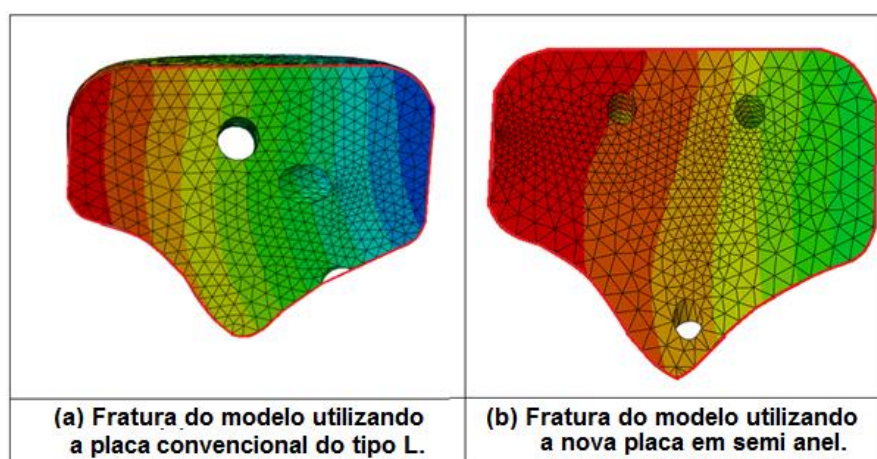 (a) Fratura do modelo utilizando
a placa convencional do tipo L.
(b) Fratura do modelo utilizando
a nova placa em semi anel.